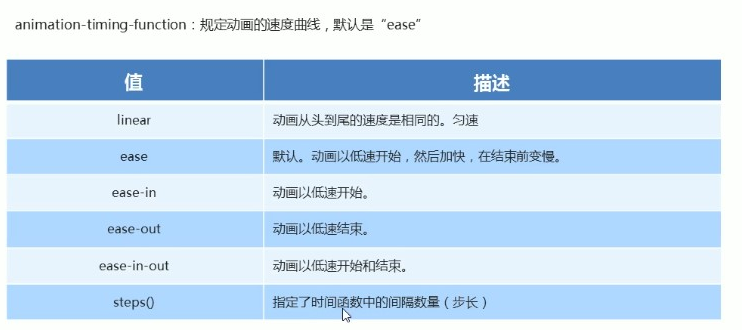 animation-timing-function：规定动画的速度曲线，默认是“ease”
值 描述
linear 动画从头到尾的速度是相同的。匀速
ease 默认。动画以低速开始，然后加快，在结束前变慢。
ease-in 动画以低速开始。
ease-out 动画以低速结束。
ease-in-out 动画以低速开始和结束。
steps() 指定了时间函数中的间隔数量（步长）